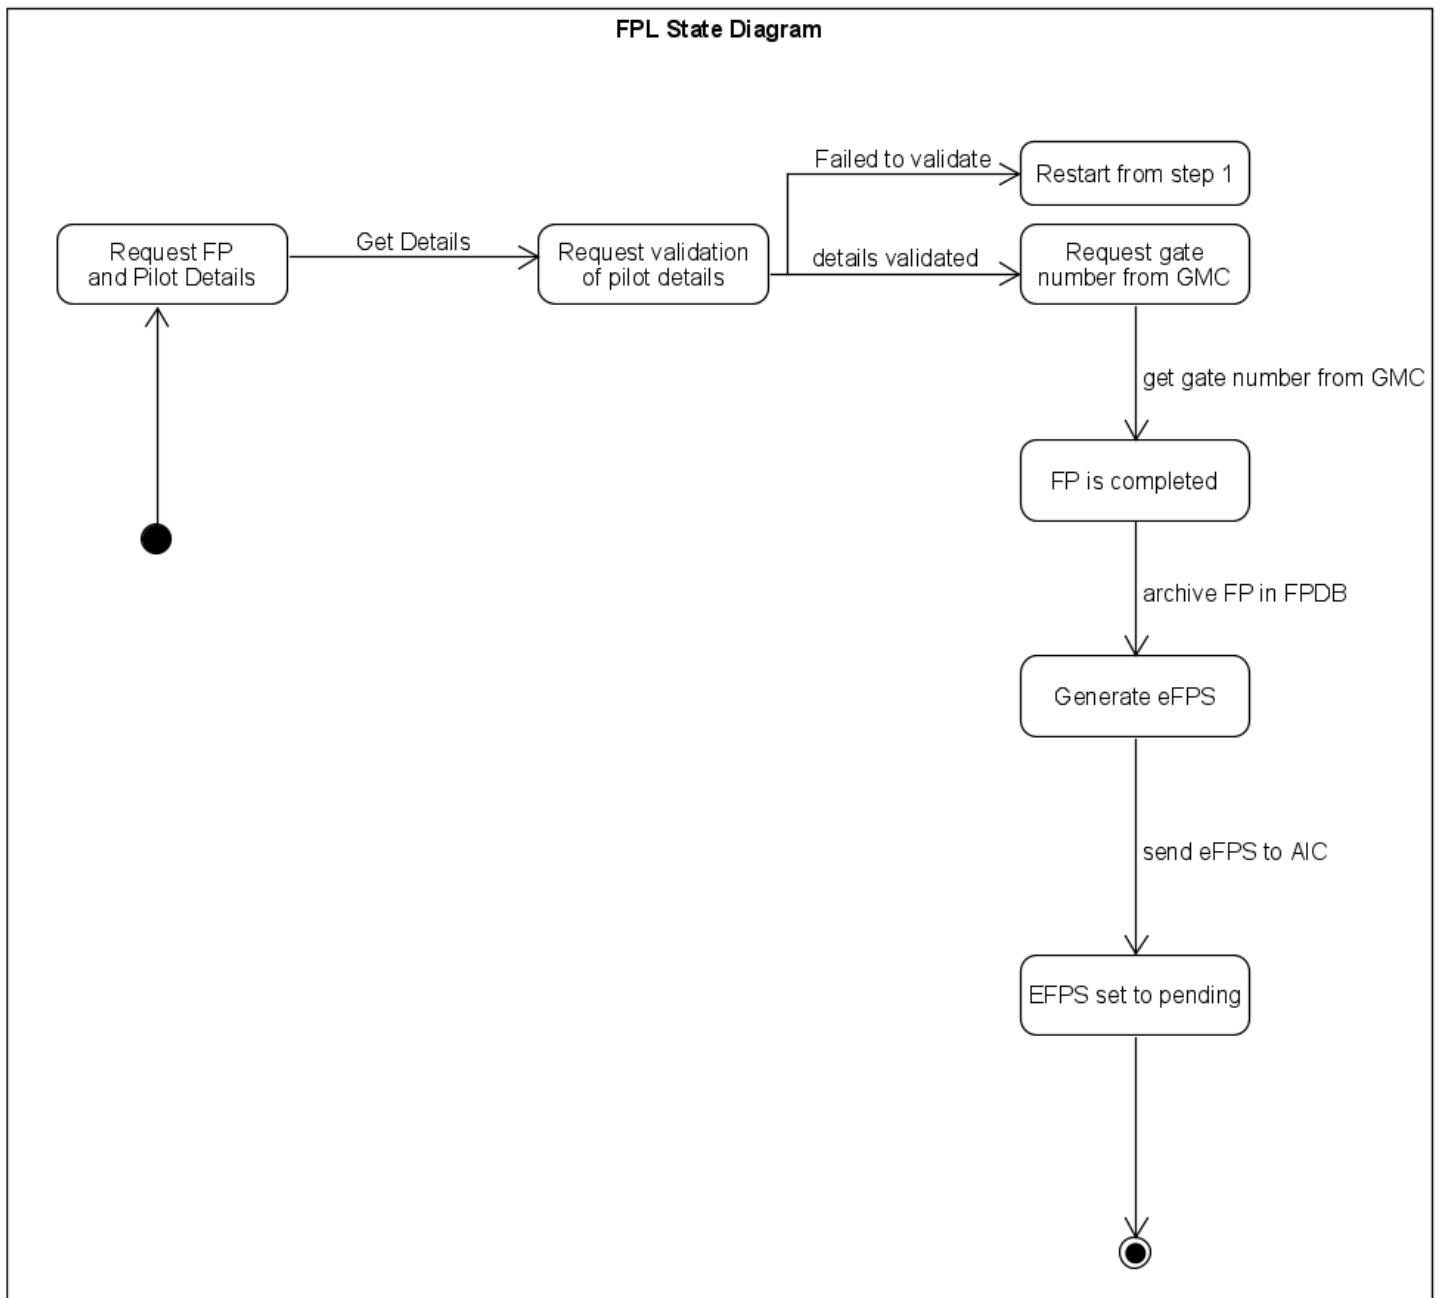 FPL State Diagram
Failed to validate
Restart from step 1
Request FP
and Pilot Details
Get Details
Request validation
of pilot details
details validated
Request gate
number from GMC
get gate number from GMC
FP is completed
archive FP in FPDB
Generate eFPS
send eFPS to AIC
EFPS set to pending